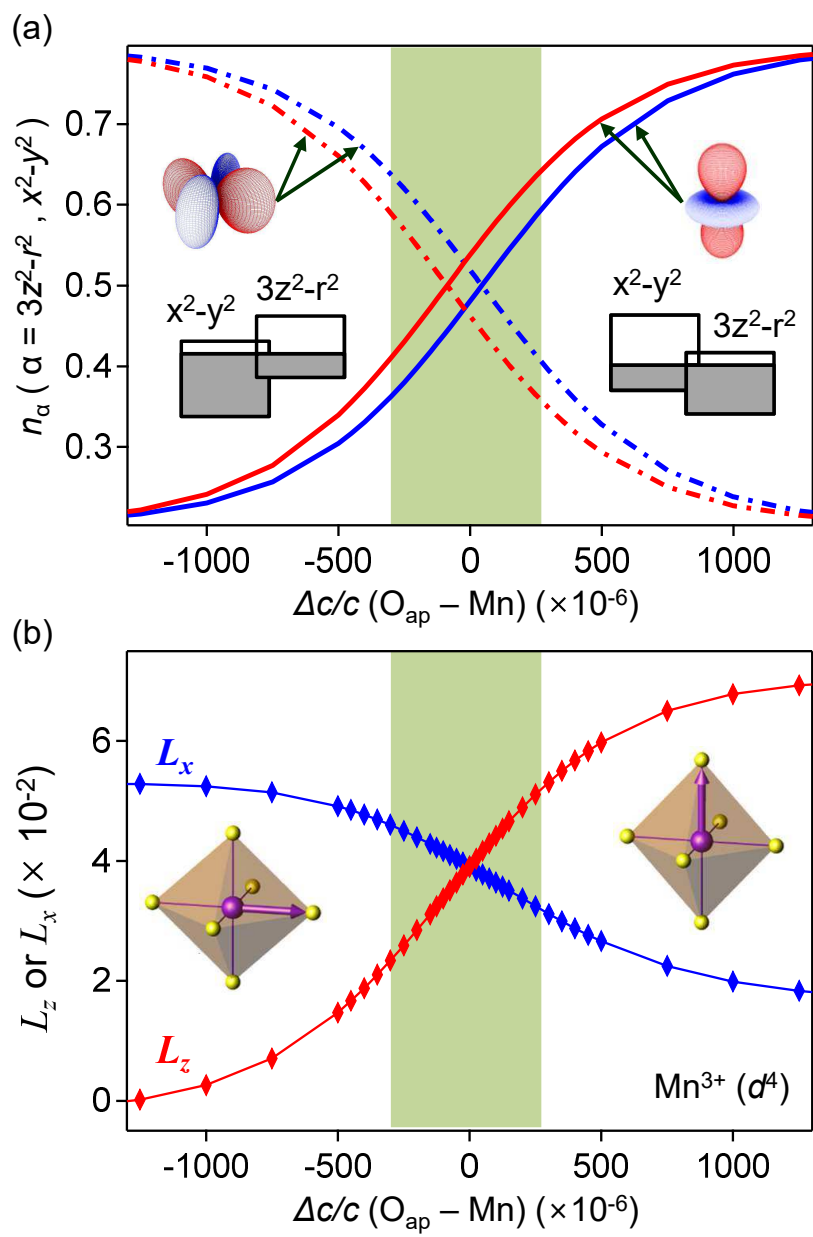 (a)
0.7
0.6
0.5
0.4
0.3
n_α ( α = 3z²-r² , x²-y²)
x²-y²
3z²-r²
x²-y²
3z²-r²
-1000 -500 0 500 1000
Δc/c (O_ap – Mn) (×10⁻⁶)
(b)
6
4
2
0
L_z or L_x (× 10⁻²)
L_x
L_z
Mn³⁺ (d⁴)
-1000 -500 0 500 1000
Δc/c (O_ap – Mn) (×10⁻⁶)